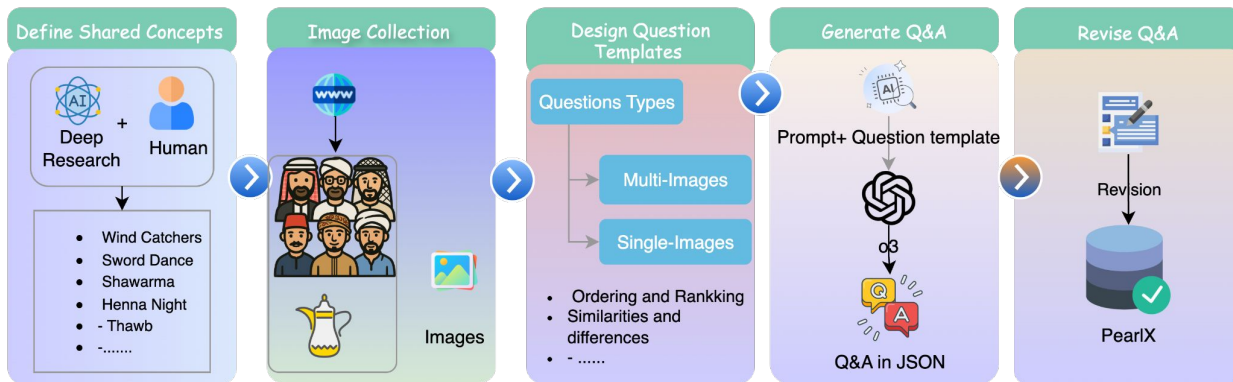 Define Shared Concepts
AI
Deep
Research
+
Human
• Wind Catchers
• Sword Dance
• Shawarma
• Henna Night
• - Thawb
• -.......
Image Collection
WWW
Images
Design Question
Templates
Questions Types
Multi-Images
Single-Images
• Ordering and Rankking
• Similarities and
differences
• - ......
Generate Q&A
AI
Prompt+ Question template
o3
Q
A
Q&A in JSON
Revise Q&A
Revision
PearlX